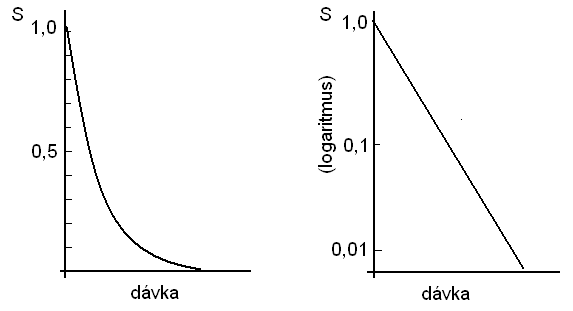 S
1,0
0,5
dávka
S
1,0
(logaritmus)
0,1
0,01
dávka